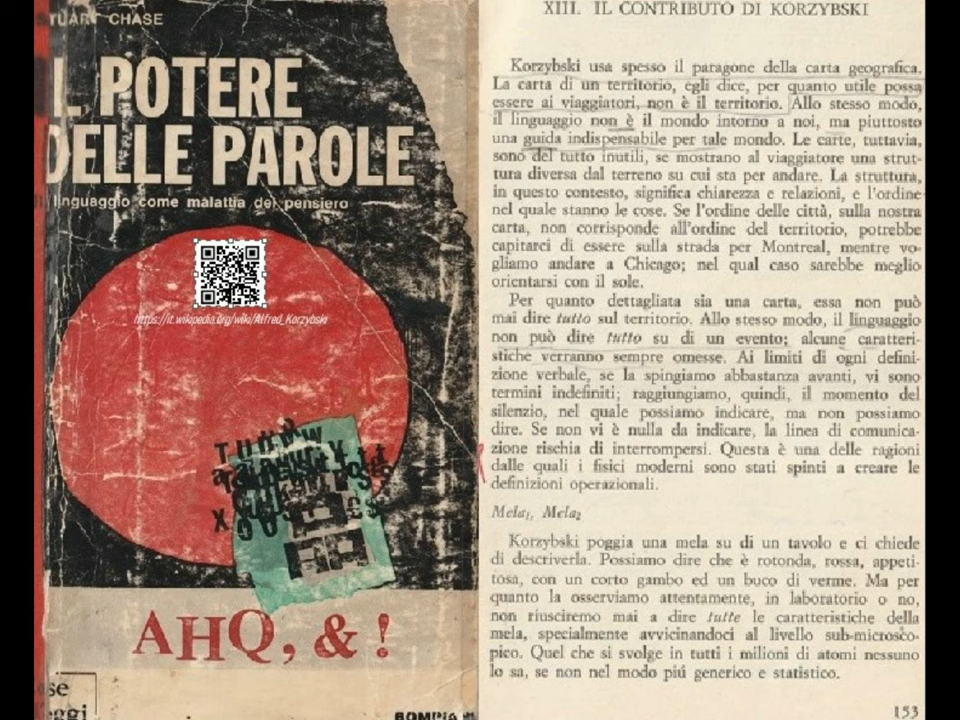 STUART CHASE
IL POTERE
DELLE PAROLE
linguaggio come malattia del pensiero
https://it.wikipedia.org/wiki/Alfred_Korzybski
AHQ, & !
ose
oggi
BOMPIA
XIII. IL CONTRIBUTO DI KORZYBSKI
Korzybski usa spesso il paragone della carta geografica.
La carta di un territorio, egli dice, per quanto utile possa
essere ai viaggiatori, non è il territorio. Allo stesso modo,
il linguaggio non è il mondo intorno a noi, ma piuttosto
una guida indispensabile per tale mondo. Le carte, tuttavia,
sono del tutto inutili, se mostrano al viaggiatore una strut-
tura diversa dal terreno su cui sta per andare. La struttura,
in questo contesto, significa chiarezza e relazioni, e l'ordine
nel quale stanno le cose. Se l'ordine delle città, sulla nostra
carta, non corrisponde all'ordine del territorio, potrebbe
capitarci di essere sulla strada per Montreal, mentre vo-
gliamo andare a Chicago; nel qual caso sarebbe meglio
orientarsi con il sole.
Per quanto dettagliata sia una carta, essa non può
mai dire tutto sul territorio. Allo stesso modo, il linguaggio
non può dire tutto su di un evento; alcune caratteri-
stiche verranno sempre omesse. Ai limiti di ogni defini-
zione verbale, se la spingiamo abbastanza avanti, vi sono
termini indefiniti; raggiungiamo, quindi, il momento del
silenzio, nel quale possiamo indicare, ma non possiamo
dire. Se non vi è nulla da indicare, la linea di comunica-
zione rischia di interrompersi. Questa è una delle ragioni
dalle quali i fisici moderni sono stati spinti a creare le
definizioni operazionali.
Mela₁, Mela₂
Korzybski poggia una mela su di un tavolo e ci chiede
di descriverla. Possiamo dire che è rotonda, rossa, appeti-
tosa, con un corto gambo ed un buco di verme. Ma per
quanto la osserviamo attentamente, in laboratorio o no,
non riusciremo mai a dire tutte le caratteristiche della
mela, specialmente avvicinandoci al livello sub-microsco-
pico. Quel che si svolge in tutti i milioni di atomi nessuno
lo sa, se non nel modo piú generico e statistico.
153